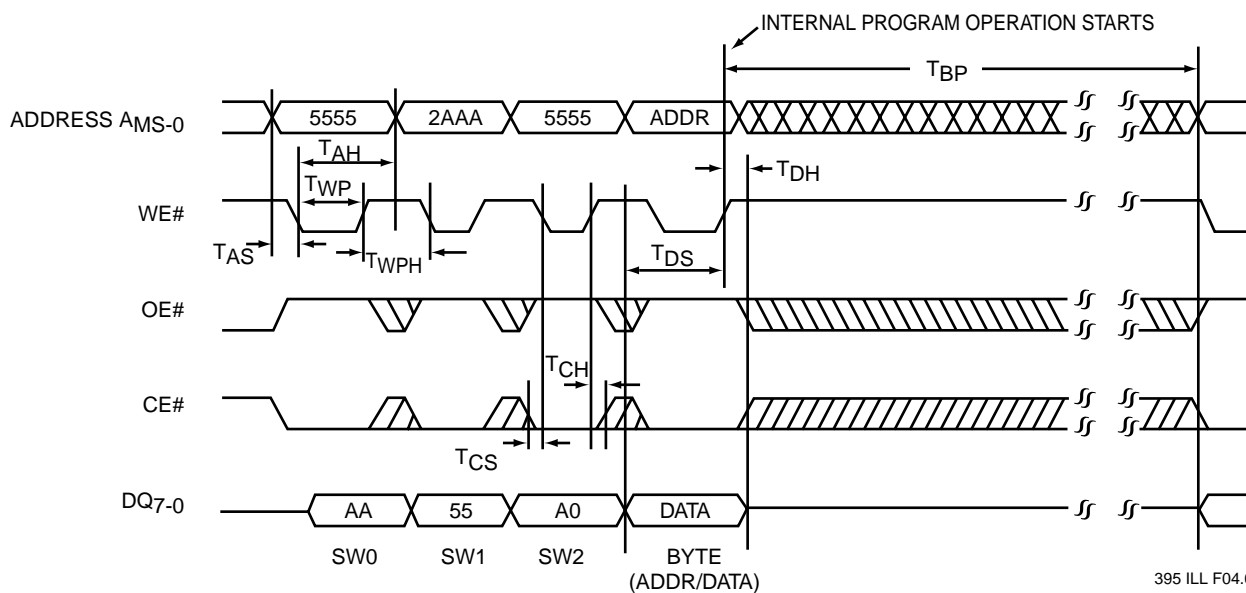 INTERNAL PROGRAM OPERATION STARTS
TBP
ADDRESS AMS-0
5555
2AAA
5555
ADDR
TAH
TDH
TWP
WE#
TAS
TWPH
TDS
OE#
TCH
CE#
TCS
DQ7-0
AA
55
A0
DATA
SW0
SW1
SW2
BYTE
(ADDR/DATA)
395 ILL F04.